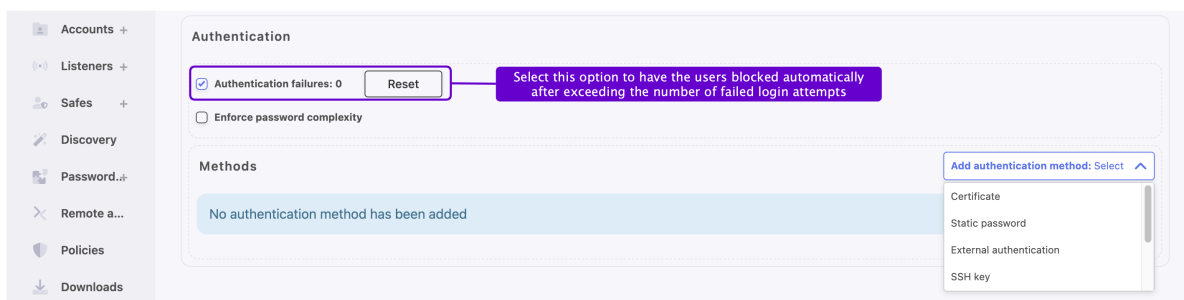 Accounts +
Listeners +
Safes +
Discovery
Password..+
Remote a...
Policies
Downloads
Authentication
Authentication failures: 0
Reset
Select this option to have the users blocked automatically
after exceeding the number of failed login attempts
Enforce password complexity
Methods
Add authentication method: Select
No authentication method has been added
Certificate
Static password
External authentication
SSH key